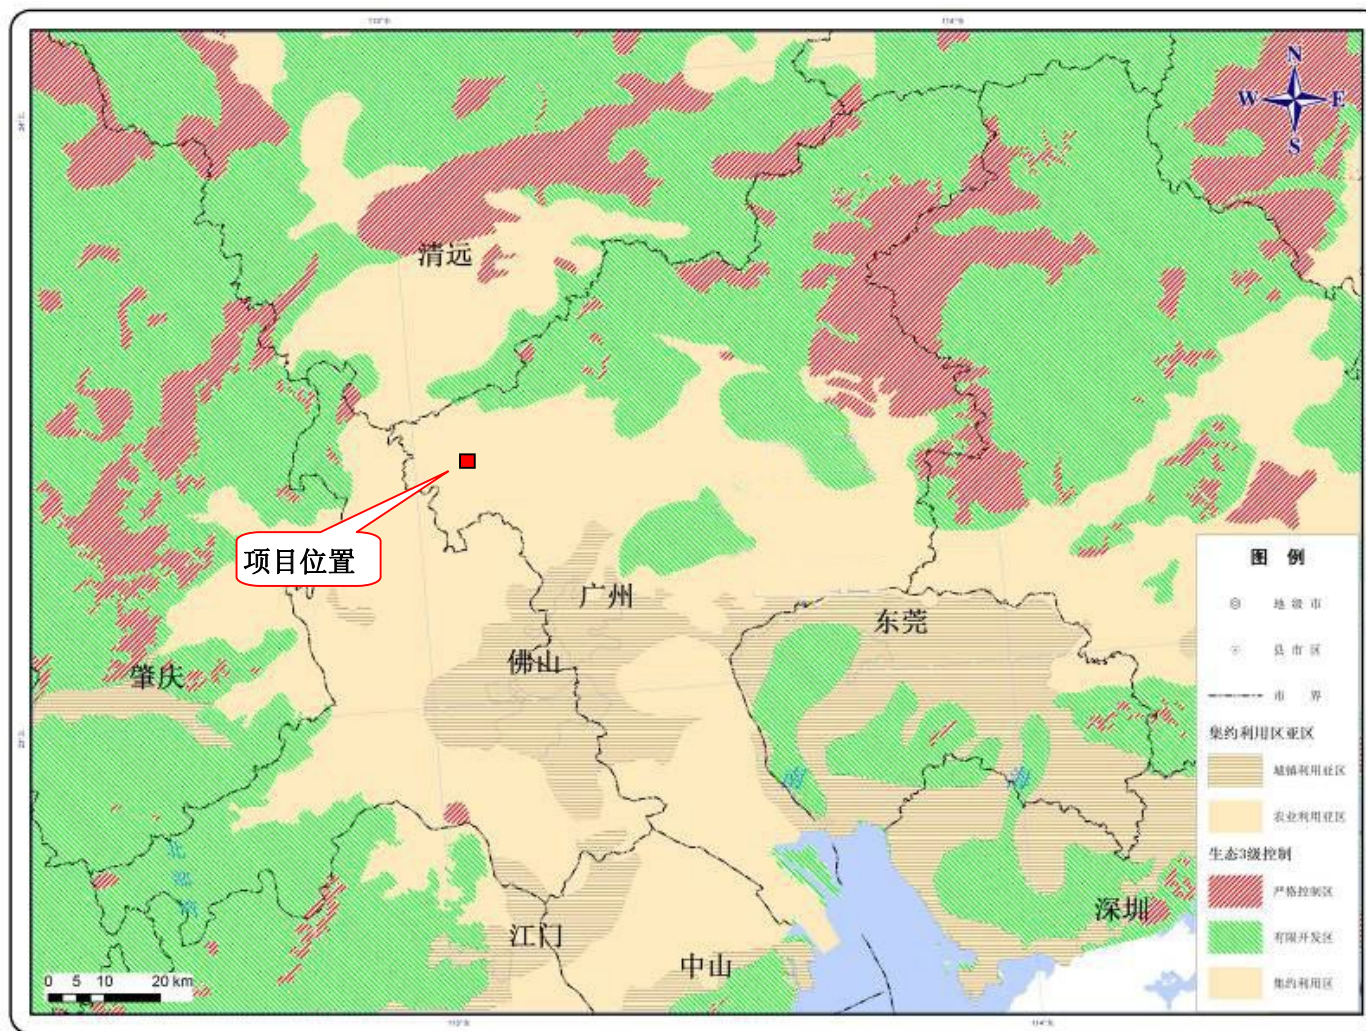 N
W E
S
清远
项目位置
广州
东莞
佛山
肇庆
南
海
深圳
江门
中山
0 5 10 20 km
图 例
地 级 市
县 市 区
市 界
集约利用区亚区
城镇利用亚区
农业利用亚区
生态3级控制
严格控制区
有限开发区
集约利用区